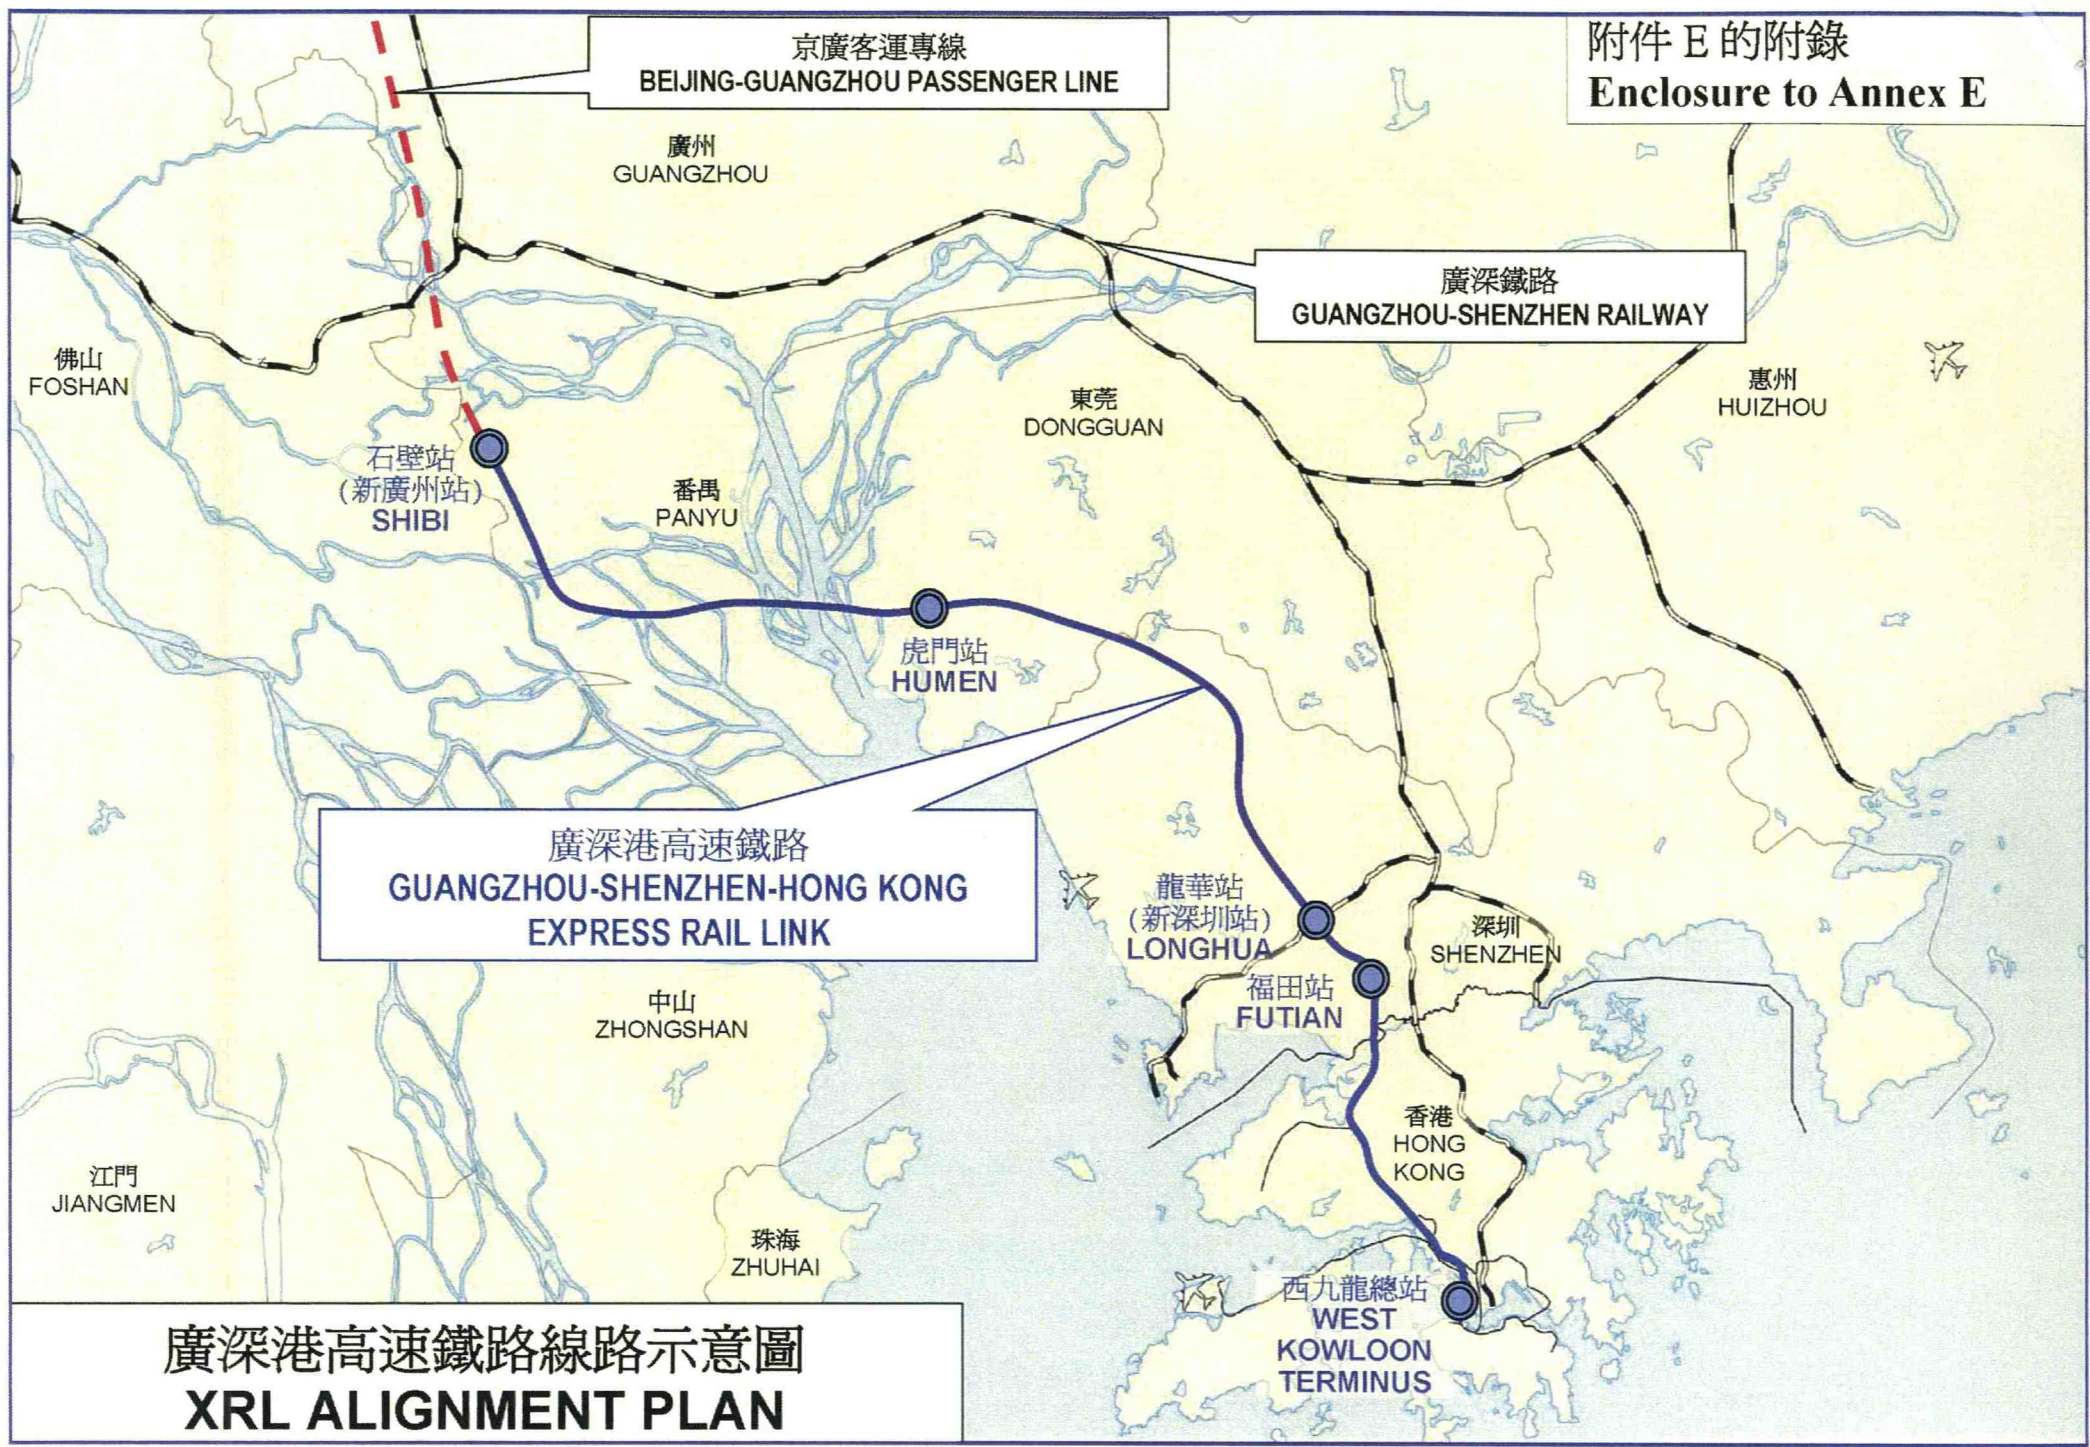 京廣客運專線
BEIJING-GUANGZHOU PASSENGER LINE
附件 E 的附錄
Enclosure to Annex E
廣州
GUANGZHOU
廣深鐵路
GUANGZHOU-SHENZHEN RAILWAY
佛山
FOSHAN
東莞
DONGGUAN
惠州
HUIZHOU
石壁站
(新廣州站)
SHIBI
番禺
PANYU
虎門站
HUMEN
廣深港高速鐵路
GUANGZHOU-SHENZHEN-HONG KONG
EXPRESS RAIL LINK
龍華站
(新深圳站)
LONGHUA
深圳
SHENZHEN
福田站
FUTIAN
中山
ZHONGSHAN
香港
HONG
KONG
江門
JIANGMEN
珠海
ZHUHAI
西九龍總站
WEST
KOWLOON
TERMINUS
廣深港高速鐵路線路示意圖
XRL ALIGNMENT PLAN